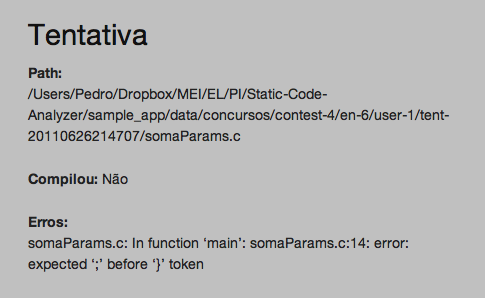 Tentativa
Path:
/Users/Pedro/Dropbox/MEI/EL/PI/Static-Code-
Analyzer/sample_app/data/concursos/contest-4/en-6/user-1/tent-
20110626214707/somaParams.c
Compilou: Não
Erros:
somaParams.c: In function ‘main’: somaParams.c:14: error:
expected ‘;’ before ‘}’ token